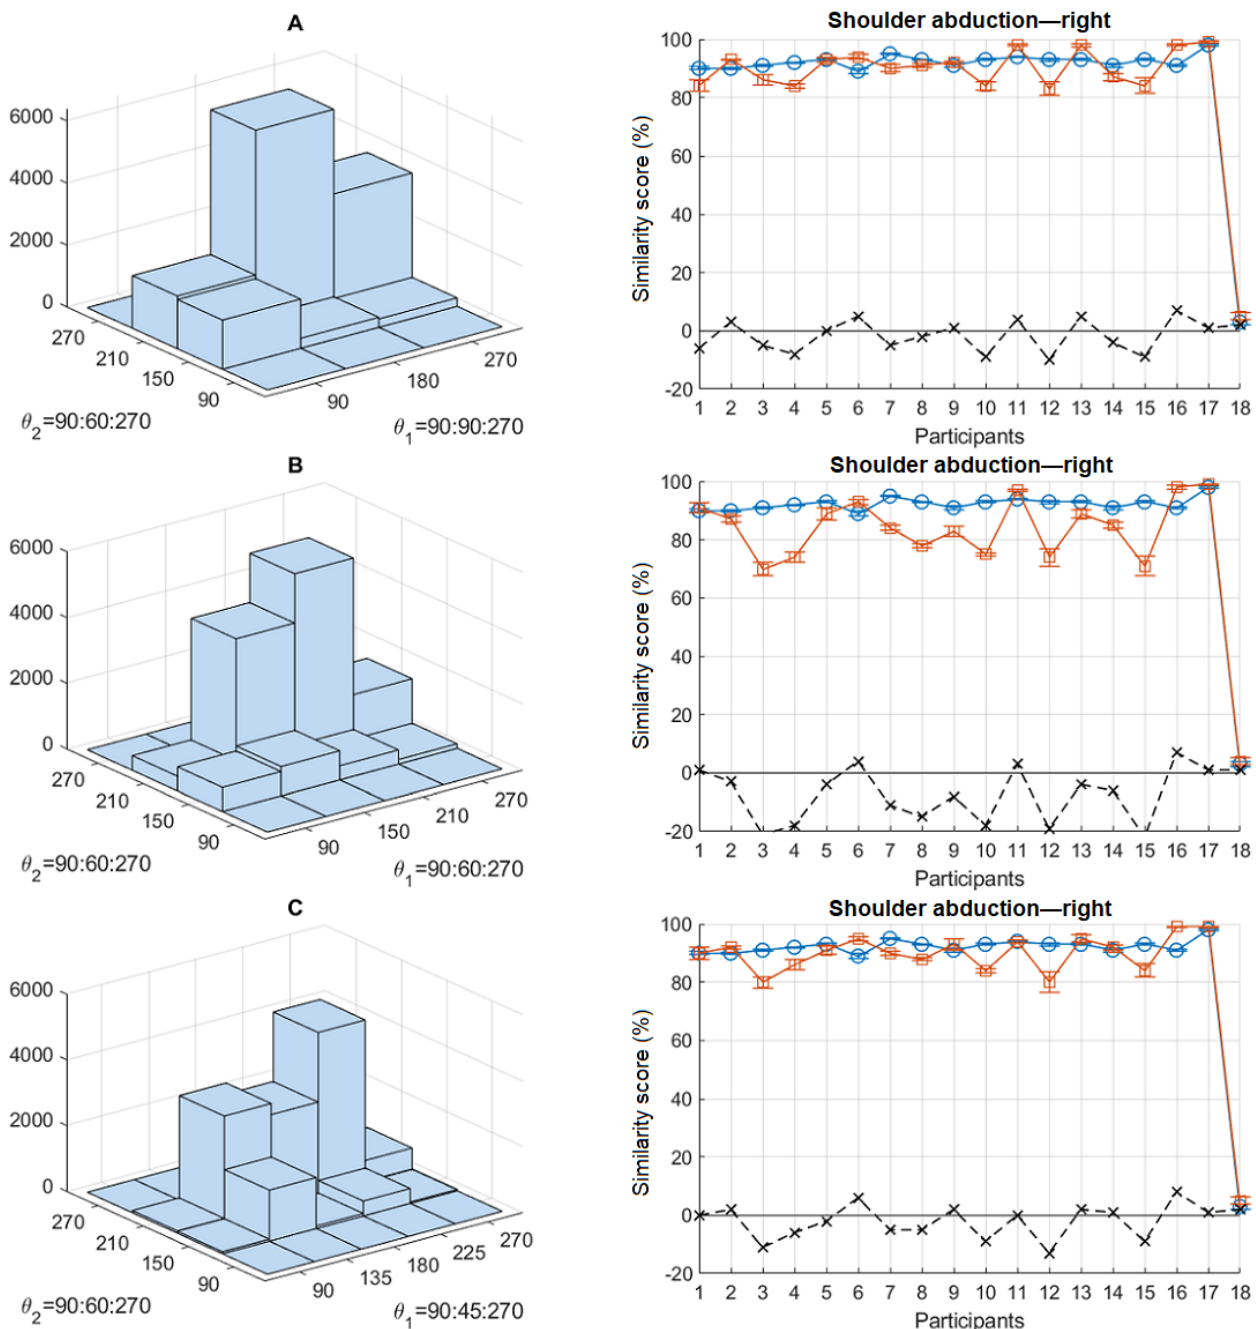 A
6000
4000
2000
0
270
210
150
90
90
180
270
θ2=90:60:270
θ1=90:90:270
Shoulder abduction—right
Similarity score (%)
100
80
60
40
20
0
-20
1 2 3 4 5 6 7 8 9 10 11 12 13 14 15 16 17 18
Participants
B
6000
4000
2000
0
270
210
150
90
90
150
210
270
θ2=90:60:270
θ1=90:60:270
Shoulder abduction—right
Similarity score (%)
100
80
60
40
20
0
-20
1 2 3 4 5 6 7 8 9 10 11 12 13 14 15 16 17 18
Participants
C
6000
4000
2000
0
270
210
150
90
90
135
180
225
270
θ2=90:60:270
θ1=90:45:270
Shoulder abduction—right
Similarity score (%)
100
80
60
40
20
0
-20
1 2 3 4 5 6 7 8 9 10 11 12 13 14 15 16 17 18
Participants